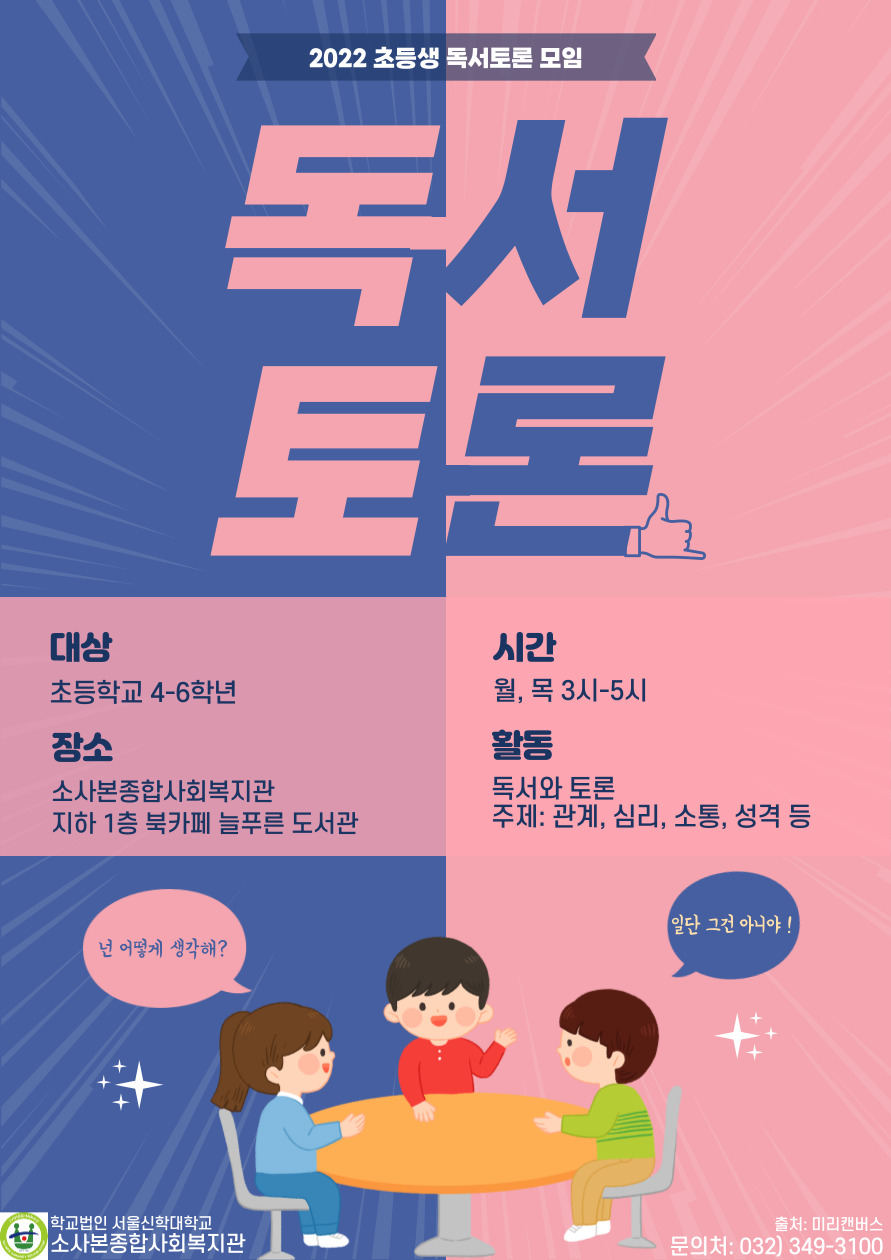 2022 초등생 독서토론 모임
독서
토론
대상
초등학교 4-6학년
장소
소사본종합사회복지관
지하 1층 북카페 늘푸른 도서관
시간
월, 목 3시-5시
활동
독서와 토론
주제: 관계, 심리, 소통, 성격 등
넌 어떻게 생각해?
일단 그건 아니야 !
학교법인 서울신학대학교
소사본종합사회복지관
출처: 미리캔버스
문의처: 032) 349-3100